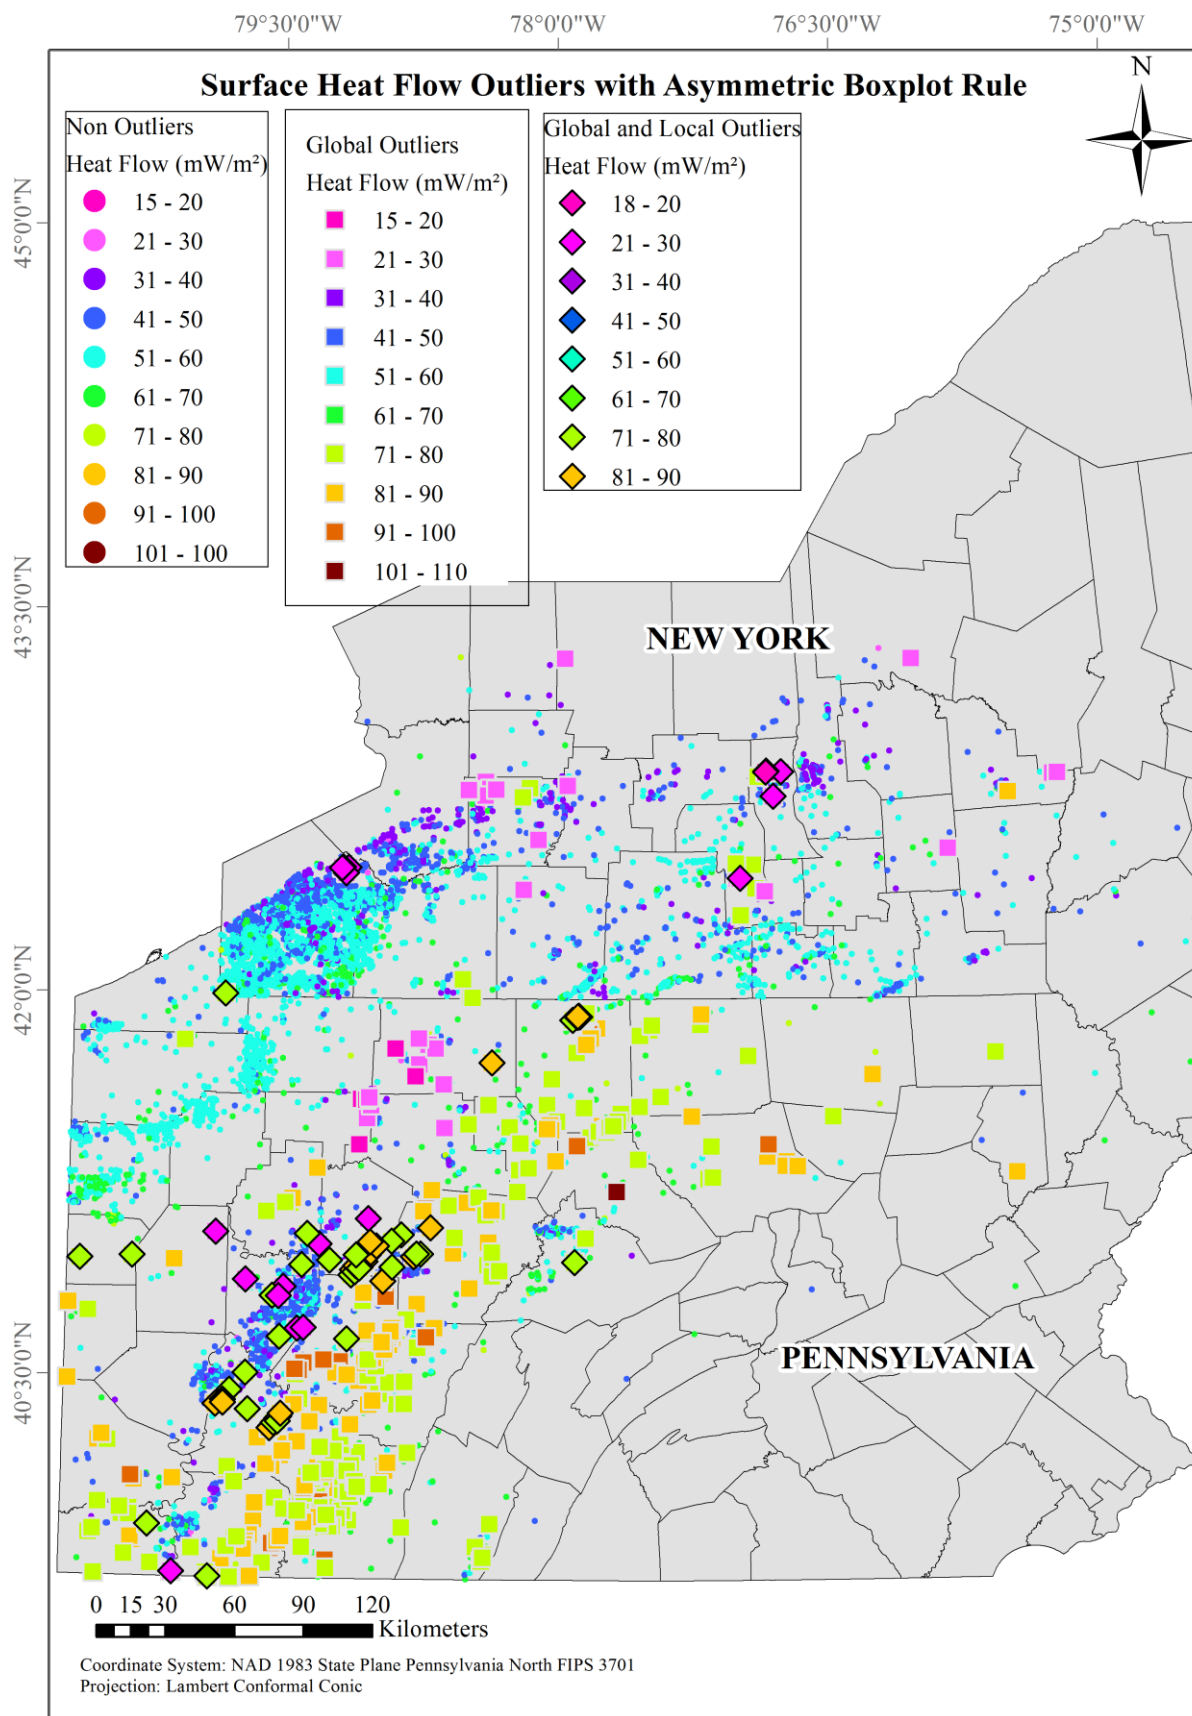 79°30'0"W 78°0'0"W 76°30'0"W 75°0'0"W
Surface Heat Flow Outliers with Asymmetric Boxplot Rule
N
Non Outliers
Heat Flow (mW/m²)
15 - 20
21 - 30
31 - 40
41 - 50
51 - 60
61 - 70
71 - 80
81 - 90
91 - 100
101 - 100
Global Outliers
Heat Flow (mW/m²)
15 - 20
21 - 30
31 - 40
41 - 50
51 - 60
61 - 70
71 - 80
81 - 90
91 - 100
101 - 110
Global and Local Outliers
Heat Flow (mW/m²)
18 - 20
21 - 30
31 - 40
41 - 50
51 - 60
61 - 70
71 - 80
81 - 90
45°0'0"N
43°30'0"N
42°0'0"N
40°30'0"N
NEW YORK
PENNSYLVANIA
0 15 30 60 90 120
Kilometers
Coordinate System: NAD 1983 State Plane Pennsylvania North FIPS 3701
Projection: Lambert Conformal Conic